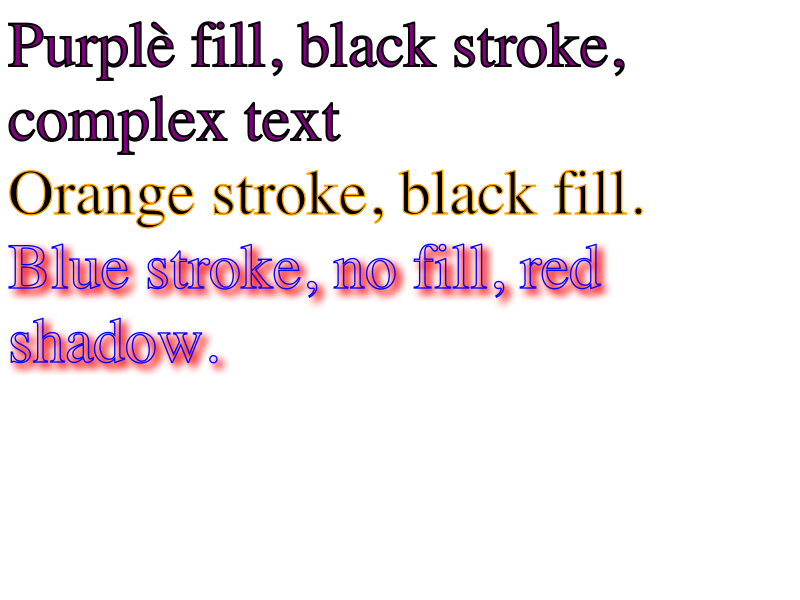 Purplè fill, black stroke,
complex text
Orange stroke, black fill.
Blue stroke, no fill, red
shadow.